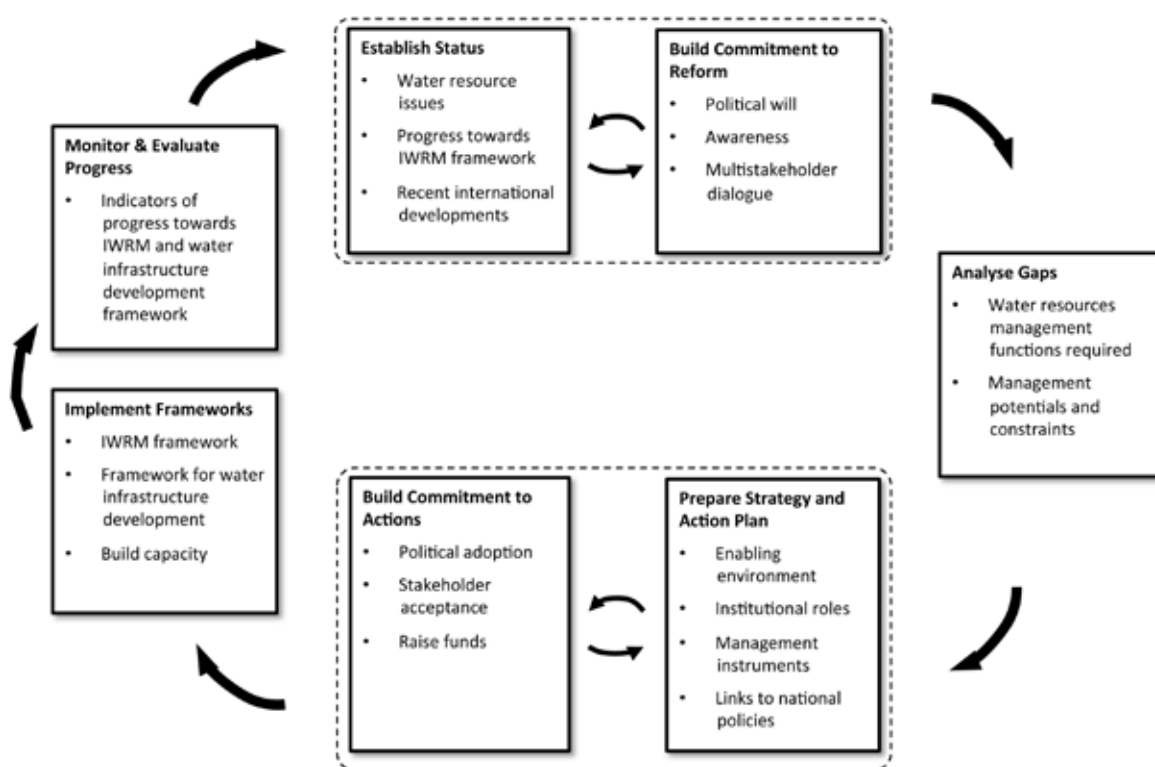 Establish Status
• Water resource
issues
• Progress towards
IWRM framework
• Recent international
developments
Build Commitment to
Reform
• Political will
• Awareness
• Multistakeholder
dialogue
Analyse Gaps
• Water resources
management
functions required
• Management
potentials and
constraints
Prepare Strategy and
Action Plan
• Enabling
environment
• Institutional roles
• Management
instruments
• Links to national
policies
Build Commitment to
Actions
• Political adoption
• Stakeholder
acceptance
• Raise funds
Implement Frameworks
• IWRM framework
• Framework for water
infrastructure
development
• Build capacity
Monitor & Evaluate
Progress
• Indicators of
progress towards
IWRM and water
infrastructure
development
framework